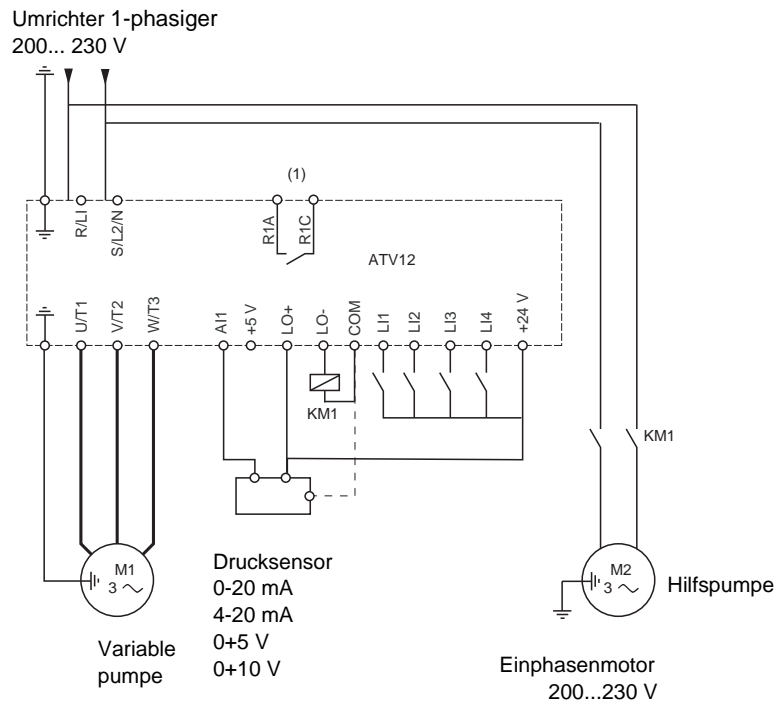 Umrichter 1-phasiger
200... 230 V
(1)
R/LI
S/L2/N
R1A
R1C
ATV12
U/T1
V/T2
W/T3
AI1
+5 V
LO+
LO-
COM
LI1
LI2
LI3
LI4
+24 V
KM1
KM1
M1
3
Variable
pumpe
Drucksensor
0-20 mA
4-20 mA
0+5 V
0+10 V
M2
3
Hilfspumpe
Einphasenmotor
200...230 V